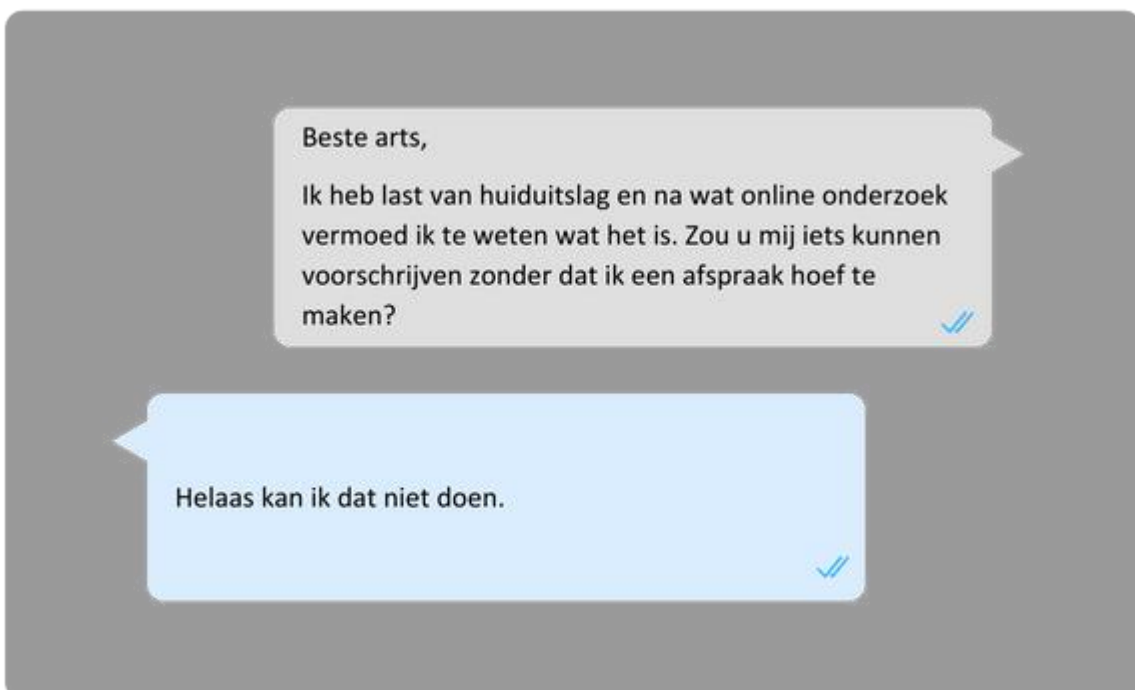 Beste arts,
Ik heb last van huiduitslag en na wat online onderzoek
vermoed ik te weten wat het is. Zou u mij iets kunnen
voorschrijven zonder dat ik een afspraak hoef te
maken?
Helaas kan ik dat niet doen.